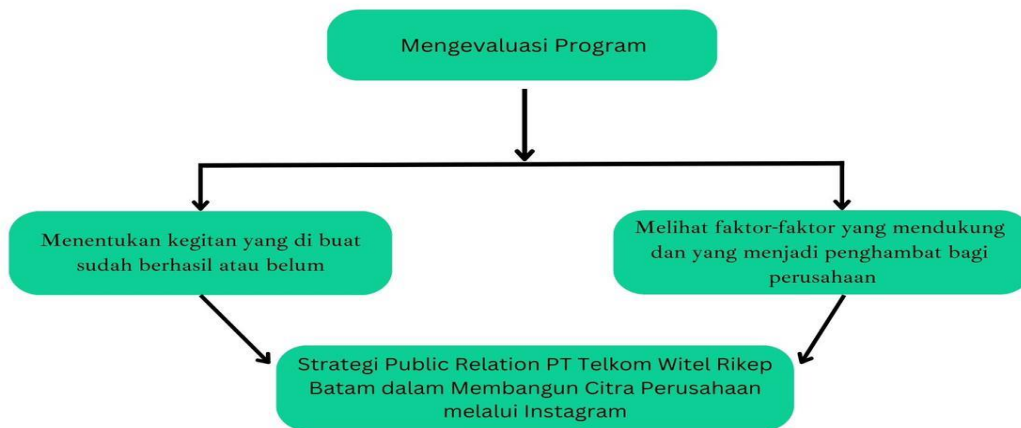 Mengevaluasi Program
Menentukan kegitan yang di buat
sudah berhasil atau belum
Melihat faktor-faktor yang mendukung
dan yang menjadi penghambat bagi
perusahaan
Strategi Public Relation PT Telkom Witel Rikep
Batam dalam Membangun Citra Perusahaan
melalui Instagram